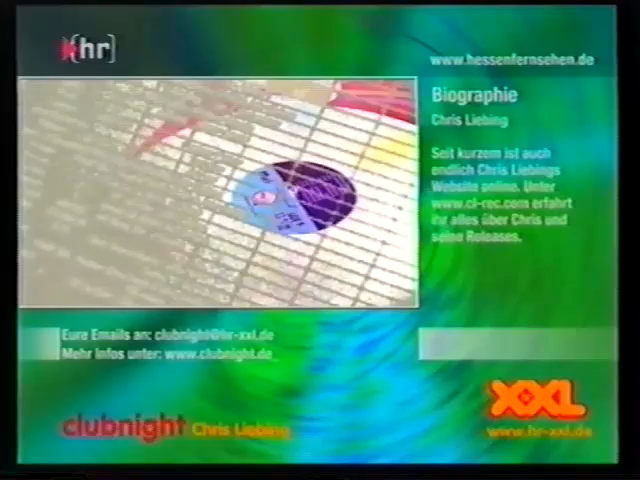 {hr}
www.hessenfernsehen.de
Biographie
Chris Liebing
Seit kurzem ist auch
endlich Chris Liebings
Website online. Unter
www.cl-rec.com erfahrt
ihr alles über Chris und
seine Releases.
Eure Emails an: clubnight@hr-xxl.de
Mehr Infos unter: www.clubnight.de
XXL
www.hr-xxl.de
clubnight Chris Liebing